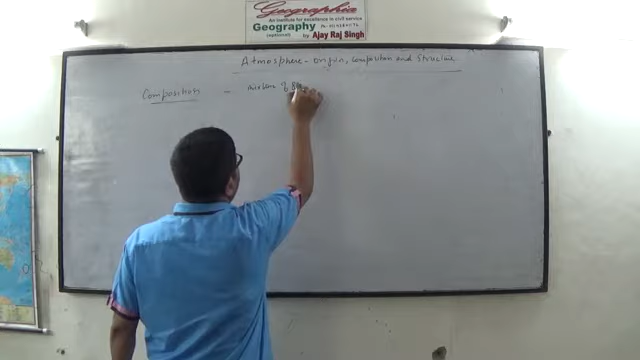 Geographia
An institute for excellence in civil service
Geography
(optional) by Ajay Raj Singh
Atmosphere - origin, composition and structure
Composition - mixture of